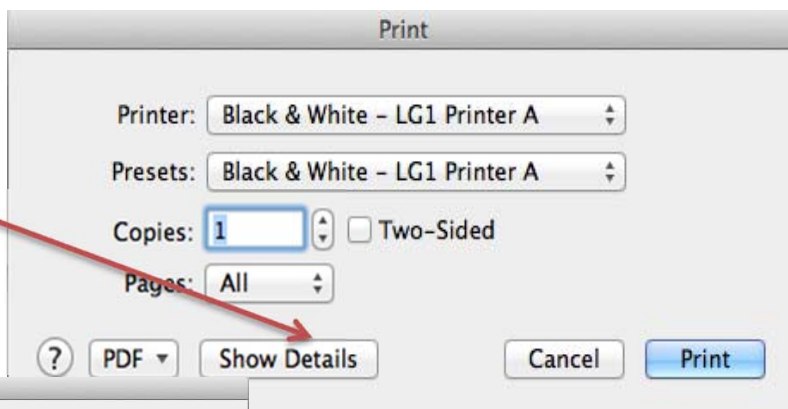 Print
Printer: Black & White – LG1 Printer A
Presets: Black & White – LG1 Printer A
Copies: 1 Two-Sided
Pages: All
? PDF Show Details Cancel Print